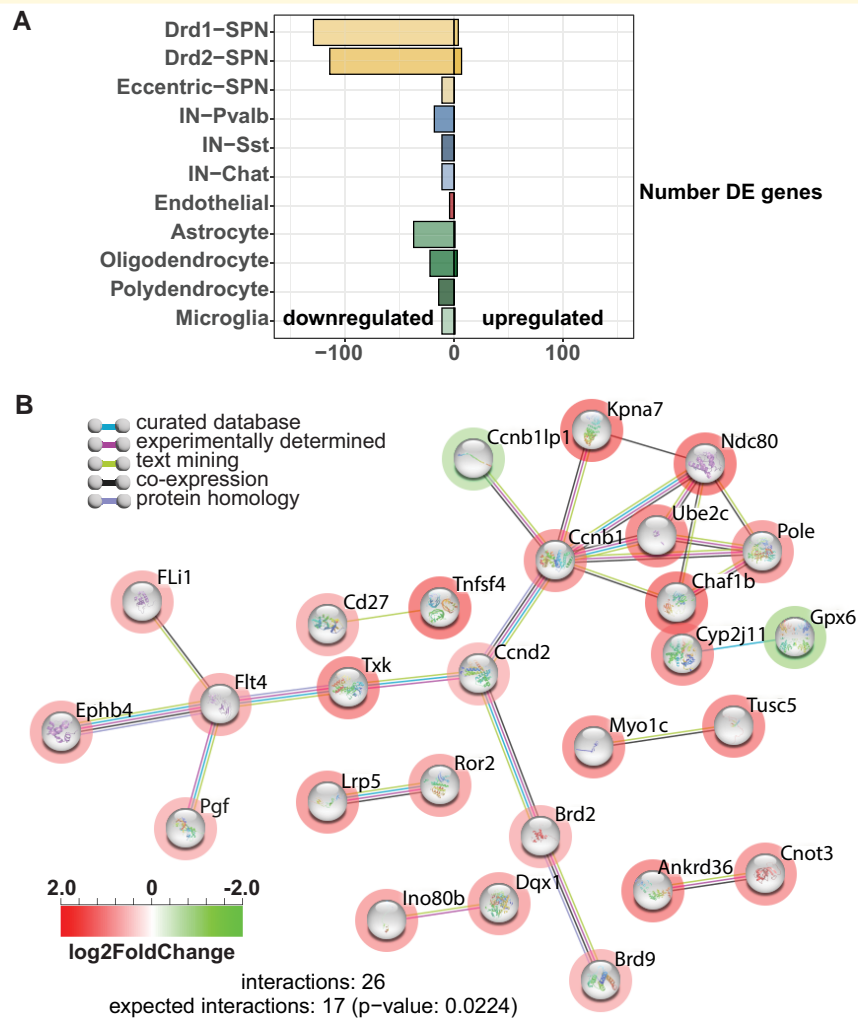 A
Drd1−SPN
Drd2−SPN
Eccentric−SPN
IN−Pvalb
IN−Sst
IN−Chat
Endothelial
Astrocyte
Oligodendrocyte
Polydendrocyte
Microglia
downregulated upregulated
Number DE genes
−100 0 100
B
curated database
experimentally determined
text mining
co-expression
protein homology
Kpna7
Ccnb1lp1
Ndc80
Ube2c
Ccnb1
Pole
Chaf1b
FLi1
Cd27
Tnfsf4
Cyp2j11
Gpx6
Ccnd2
Txk
Flt4
Ephb4
Myo1c
Tusc5
Lrp5
Ror2
Pgf
Brd2
Ankrd36
Cnot3
Ino80b
Dqx1
Brd9
2.0 0 -2.0
log2FoldChange
interactions: 26
expected interactions: 17 (p-value: 0.0224)